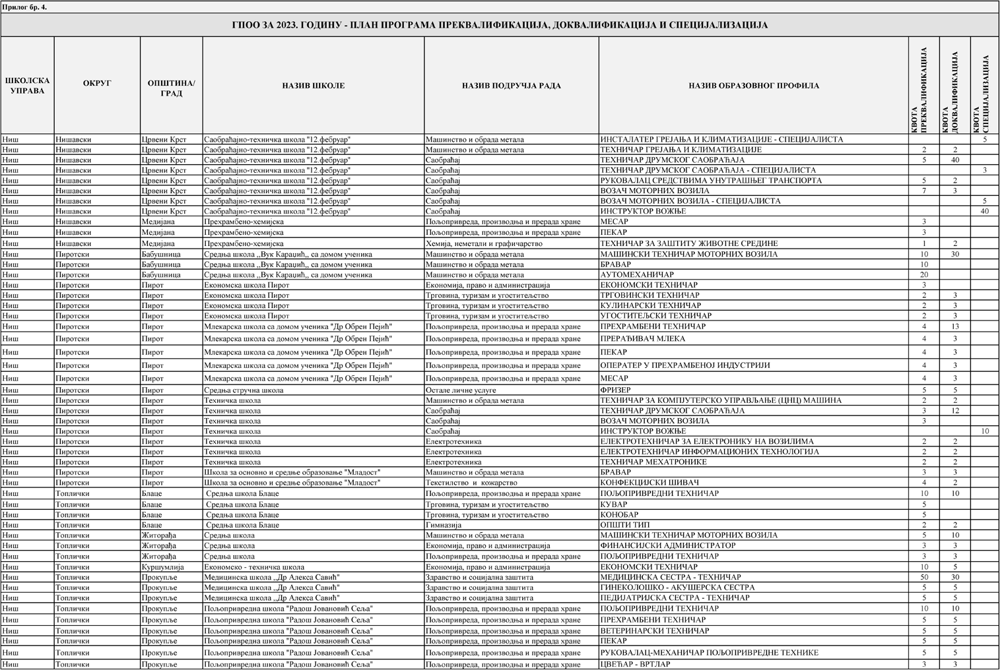 Прилог бр. 4.
ГПОО ЗА 2023. ГОДИНУ - ПЛАН ПРОГРАМА ПРЕКВАЛИФИКАЦИЈА, ДОКВАЛИФИКАЦИЈА И СПЕЦИЈАЛИЗАЦИЈА
ШКОЛСКА УПРАВА ОКРУГ ОПШТИНА/ ГРАД НАЗИВ ШКОЛЕ НАЗИВ ПОДРУЧЈА РАДА НАЗИВ ОБРАЗОВНОГ ПРОФИЛА КВОТА ПРЕКВАЛИФИКАЦИЈА КВОТА ДОКВАЛИФИКАЦИЈА КВОТА СПЕЦИЈАЛИЗАЦИЈА
Ниш Нишавски Црвени Крст Саобраћајно-техничка школа "12.фебруар" Машинство и обрада метала ИНСТАЛАТЕР ГРЕЈАЊА И КЛИМАТИЗАЦИЈЕ - СПЕЦИЈАЛИСТА 5
Ниш Нишавски Црвени Крст Саобраћајно-техничка школа "12.фебруар" Машинство и обрада метала ТЕХНИЧАР ГРЕЈАЊА И КЛИМАТИЗАЦИЈЕ 2 2
Ниш Нишавски Црвени Крст Саобраћајно-техничка школа "12.фебруар" Саобраћај ТЕХНИЧАР ДРУМСКОГ САОБРАЋАЈА 5 40
Ниш Нишавски Црвени Крст Саобраћајно-техничка школа "12.фебруар" Саобраћај ТЕХНИЧАР ДРУМСКОГ САОБРАЋАЈА - СПЕЦИЈАЛИСТА 3
Ниш Нишавски Црвени Крст Саобраћајно-техничка школа "12.фебруар" Саобраћај РУКОВАЛАЦ СРЕДСТВИМА УНУТРАШЊЕГ ТРАНСПОРТА 5 2
Ниш Нишавски Црвени Крст Саобраћајно-техничка школа "12.фебруар" Саобраћај ВОЗАЧ МОТОРНИХ ВОЗИЛА 7 3
Ниш Нишавски Црвени Крст Саобраћајно-техничка школа "12.фебруар" Саобраћај ВОЗАЧ МОТОРНИХ ВОЗИЛА - СПЕЦИЈАЛИСТА 5
Ниш Нишавски Црвени Крст Саобраћајно-техничка школа "12.фебруар" Саобраћај ИНСТРУКТОР ВОЖЊЕ 40
Ниш Нишавски Медијана Прехрамбено-хемијска Пољопривреда, производња и прерада хране МЕСАР 3
Ниш Нишавски Медијана Прехрамбено-хемијска Пољопривреда, производња и прерада хране ПЕКАР 3
Ниш Нишавски Медијана Прехрамбено-хемијска Хемија, неметали и графичарство ТЕХНИЧАР ЗА ЗАШТИТУ ЖИВОТНЕ СРЕДИНЕ 1 2
Ниш Пиротски Бабушница Средња школа ,,Вук Караџић,, са домом ученика Машинство и обрада метала МАШИНСКИ ТЕХНИЧАР МОТОРНИХ ВОЗИЛА 10 30
Ниш Пиротски Бабушница Средња школа ,,Вук Караџић,, са домом ученика Машинство и обрада метала БРАВАР 10
Ниш Пиротски Бабушница Средња школа ,,Вук Караџић,, са домом ученика Машинство и обрада метала АУТОМЕХАНИЧАР 20
Ниш Пиротски Пирот Економска школа Пирот Економија, право и администрација ЕКОНОМСКИ ТЕХНИЧАР 3
Ниш Пиротски Пирот Економска школа Пирот Трговина, туризам и угоститељство ТРГОВИНСКИ ТЕХНИЧАР 2 3
Ниш Пиротски Пирот Економска школа Пирот Трговина, туризам и угоститељство КУЛИНАРСКИ ТЕХНИЧАР 2 3
Ниш Пиротски Пирот Економска школа Пирот Трговина, туризам и угоститељство УГОСТИТЕЉСКИ ТЕХНИЧАР 2 3
Ниш Пиротски Пирот Млекарска школа са домом ученика "Др Обрен Пејић" Пољопривреда, производња и прерада хране ПРЕХРАМБЕНИ ТЕХНИЧАР 4 13
Ниш Пиротски Пирот Млекарска школа са домом ученика "Др Обрен Пејић" Пољопривреда, производња и прерада хране ПРЕРАЂИВАЧ МЛЕКА 4 3
Ниш Пиротски Пирот Млекарска школа са домом ученика "Др Обрен Пејић" Пољопривреда, производња и прерада хране ПЕКАР 4 3
Ниш Пиротски Пирот Млекарска школа са домом ученика "Др Обрен Пејић" Пољопривреда, производња и прерада хране ОПЕРАТЕР У ПРЕХРАМБЕНОЈ ИНДУСТРИЈИ 4 3
Ниш Пиротски Пирот Млекарска школа са домом ученика "Др Обрен Пејић" Пољопривреда, производња и прерада хране МЕСАР 4 3
Ниш Пиротски Пирот Средња стручна школа Остале личне услуге ФРИЗЕР 5 5
Ниш Пиротски Пирот Техничка школа Машинство и обрада метала ТЕХНИЧАР ЗА КОМПЈУТЕРСКО УПРАВЉАЊЕ (ЦНЦ) МАШИНА 2 2
Ниш Пиротски Пирот Техничка школа Саобраћај ТЕХНИЧАР ДРУМСКОГ САОБРАЋАЈА 3 12
Ниш Пиротски Пирот Техничка школа Саобраћај ВОЗАЧ МОТОРНИХ ВОЗИЛА 3
Ниш Пиротски Пирот Техничка школа Саобраћај ИНСТРУКТОР ВОЖЊЕ 10
Ниш Пиротски Пирот Техничка школа Електротехника ЕЛЕКТРОТЕХНИЧАР ЗА ЕЛЕКТРОНИКУ НА ВОЗИЛИМА 2 2
Ниш Пиротски Пирот Техничка школа Електротехника ЕЛЕКТРОТЕХНИЧАР ИНФОРМАЦИОНИХ ТЕХНОЛОГИЈА 2 2
Ниш Пиротски Пирот Техничка школа Електротехника ТЕХНИЧАР МЕХАТРОНИКЕ 2 2
Ниш Пиротски Пирот Школа за основно и средње образовање "Младост" Машинство и обрада метала БРАВАР 3 3
Ниш Пиротски Пирот Школа за основно и средње образовање "Младост" Текстилство и кожарство КОНФЕКЦИЈСКИ ШИВАЧ 4 2
Ниш Топлички Блаце Средња школа Блаце Пољопривреда, производња и прерада хране ПОЉОПРИВРЕДНИ ТЕХНИЧАР 10 10
Ниш Топлички Блаце Средња школа Блаце Трговина, туризам и угоститељство КУВАР 5
Ниш Топлички Блаце Средња школа Блаце Трговина, туризам и угоститељство КОНОБАР 5
Ниш Топлички Блаце Средња школа Блаце Гимназија ОПШТИ ТИП 2 2
Ниш Топлички Житорађа Средња школа Машинство и обрада метала МАШИНСКИ ТЕХНИЧАР МОТОРНИХ ВОЗИЛА 5 10
Ниш Топлички Житорађа Средња школа Економија, право и администрација ФИНАНСИЈСКИ АДМИНИСТРАТОР 3 3
Ниш Топлички Житорађа Средња школа Пољопривреда, производња и прерада хране ПОЉОПРИВРЕДНИ ТЕХНИЧАР 3 3
Ниш Топлички Куршумлија Економско - техничка школа Економија, право и администрација ЕКОНОМСКИ ТЕХНИЧАР 10 5
Ниш Топлички Прокупље Медицинска школа ,,Др Алекса Савић" Здравство и социјална заштита МЕДИЦИНСКА СЕСТРА - ТЕХНИЧАР 50 30
Ниш Топлички Прокупље Медицинска школа ,,Др Алекса Савић" Здравство и социјална заштита ГИНЕКОЛОШКО - АКУШЕРСКА СЕСТРА 5 5
Ниш Топлички Прокупље Медицинска школа ,,Др Алекса Савић" Здравство и социјална заштита ПЕДИЈАТРИЈСКА СЕСТРА - ТЕХНИЧАР 5 5
Ниш Топлички Прокупље Пољопривредна школа "Радош Јовановић Сеља" Пољопривреда, производња и прерада хране ПОЉОПРИВРЕДНИ ТЕХНИЧАР 10 10
Ниш Топлички Прокупље Пољопривредна школа "Радош Јовановић Сеља" Пољопривреда, производња и прерада хране ПРЕХРАМБЕНИ ТЕХНИЧАР 5 5
Ниш Топлички Прокупље Пољопривредна школа "Радош Јовановић Сеља" Пољопривреда, производња и прерада хране ВЕТЕРИНАРСКИ ТЕХНИЧАР 5 5
Ниш Топлички Прокупље Пољопривредна школа "Радош Јовановић Сеља" Пољопривреда, производња и прерада хране ПЕКАР 5 5
Ниш Топлички Прокупље Пољопривредна школа "Радош Јовановић Сеља" Пољопривреда, производња и прерада хране РУКОВАЛАЦ-МЕХАНИЧАР ПОЉОПРИВРЕДНЕ ТЕХНИКЕ 5 5
Ниш Топлички Прокупље Пољопривредна школа "Радош Јовановић Сеља" Пољопривреда, производња и прерада хране ЦВЕЋАР - ВРТЛАР 3 3